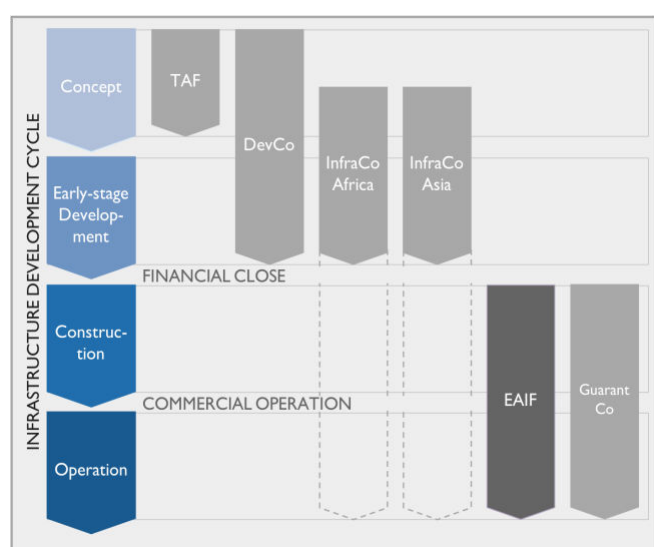 INFRASTRUCTURE DEVELOPMENT CYCLE
Concept
TAF
DevCo
InfraCo
Africa
InfraCo
Asia
Early-stage
Develop-
ment
FINANCIAL CLOSE
Construc-
tion
EAIF
Guarant
Co
COMMERCIAL OPERATION
Operation